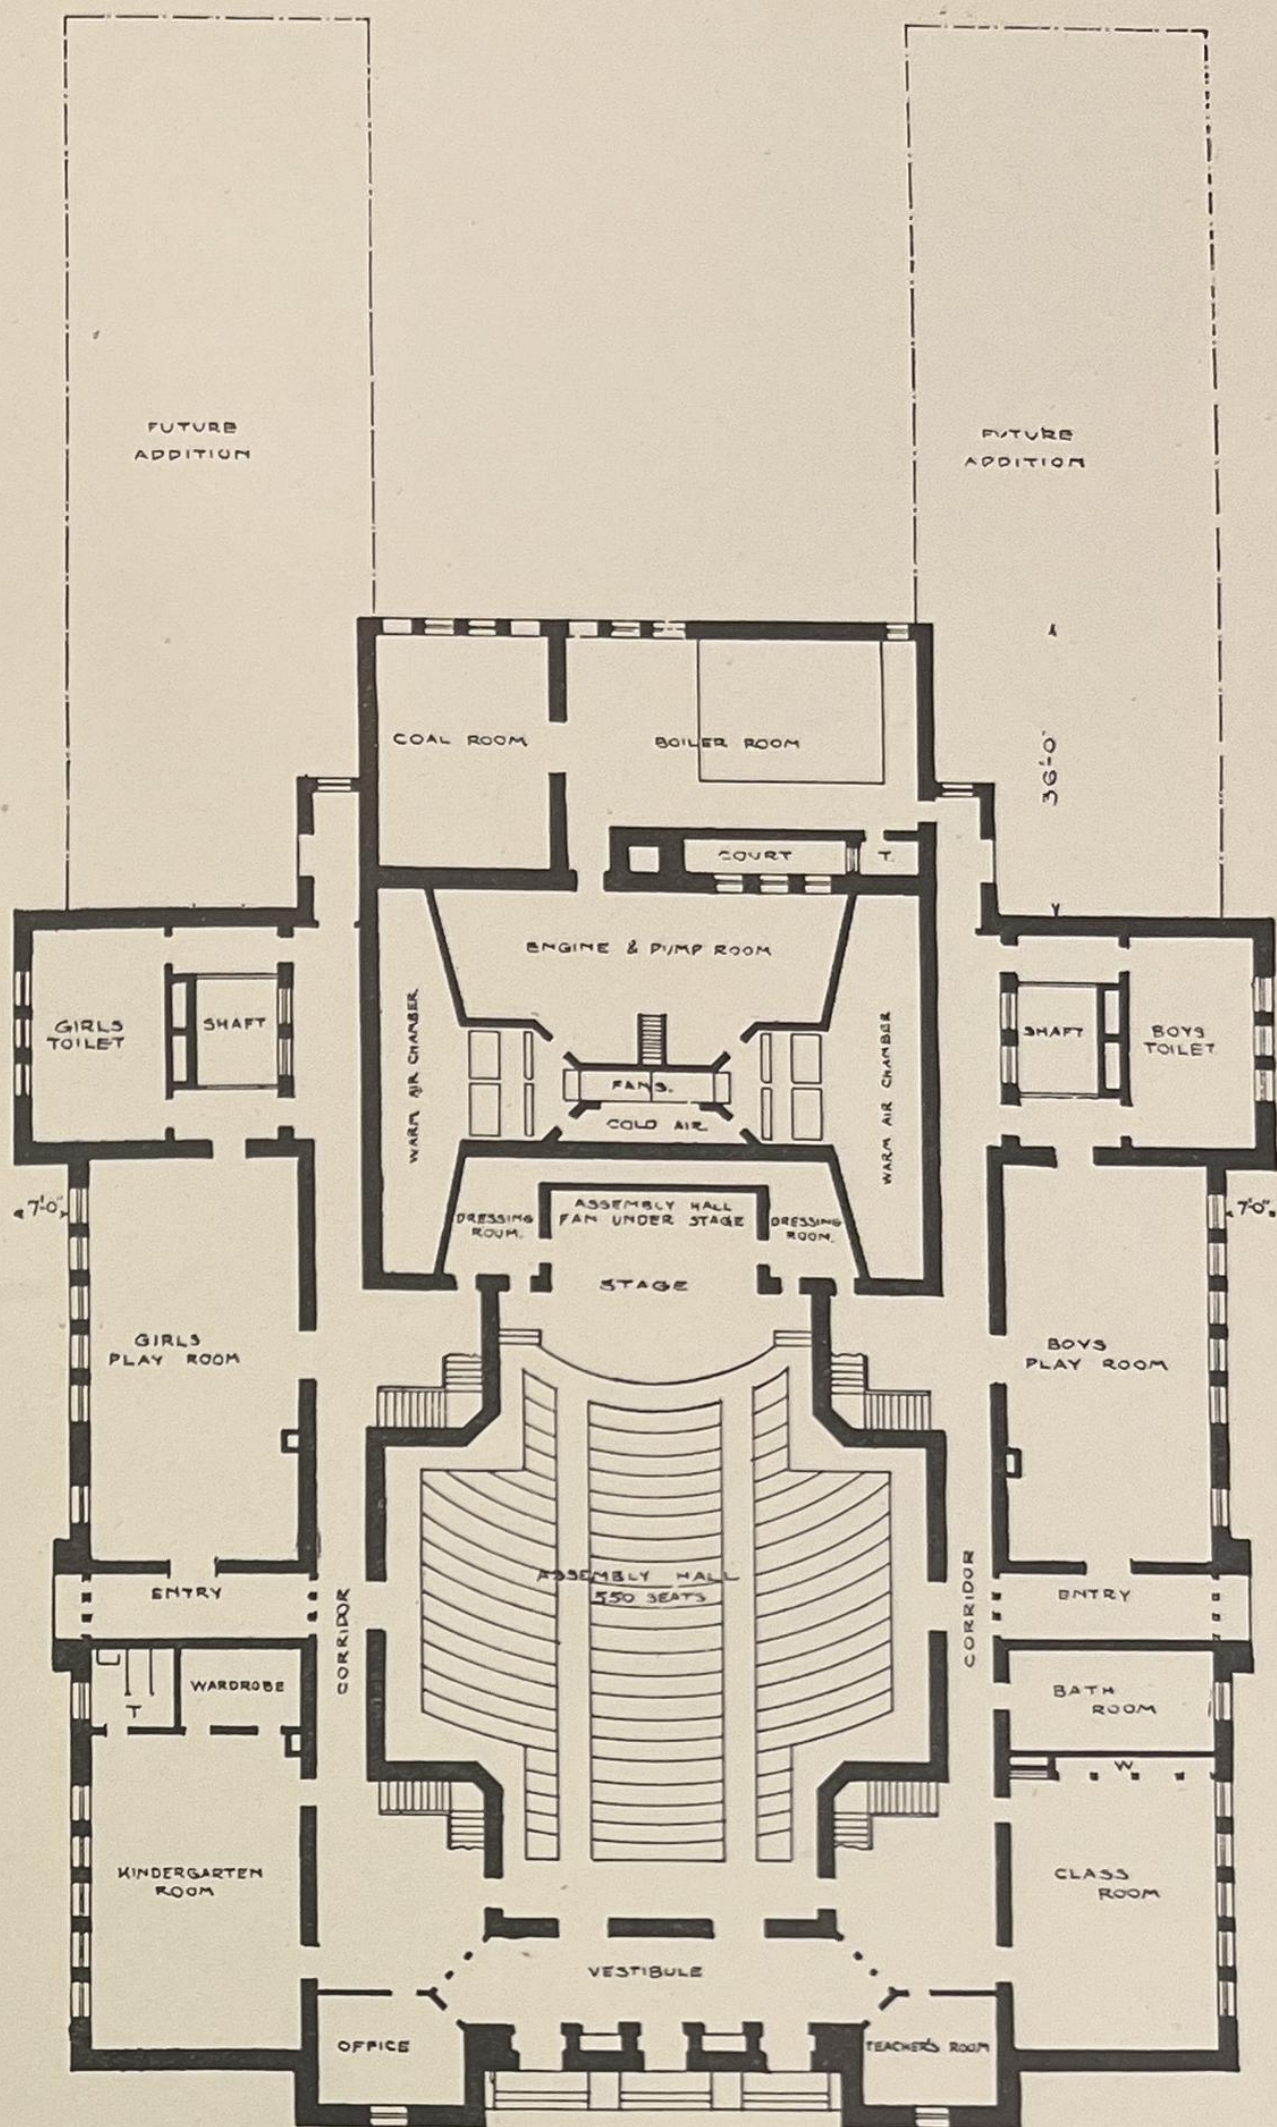 FUTURE
ADDITION
FUTURE
ADDITION
COAL ROOM
BOILER ROOM
36'-0"
COURT
T.
ENGINE & PUMP ROOM
GIRLS
TOILET
SHAFT
WARM AIR CHAMBER
FANS.
COLD AIR
WARM AIR CHAMBER
SHAFT
BOYS
TOILET
7'-0"
DRESSING
ROOM.
ASSEMBLY HALL
FAN UNDER STAGE
DRESSING
ROOM.
7'-0"
STAGE
GIRLS
PLAY ROOM
BOYS
PLAY ROOM
ASSEMBLY HALL
550 SEATS
ENTRY
CORRIDOR
CORRIDOR
ENTRY
T
WARDROBE
BATH
ROOM
W
KINDERGARTEN
ROOM
CLASS
ROOM
VESTIBULE
OFFICE
TEACHER'S ROOM